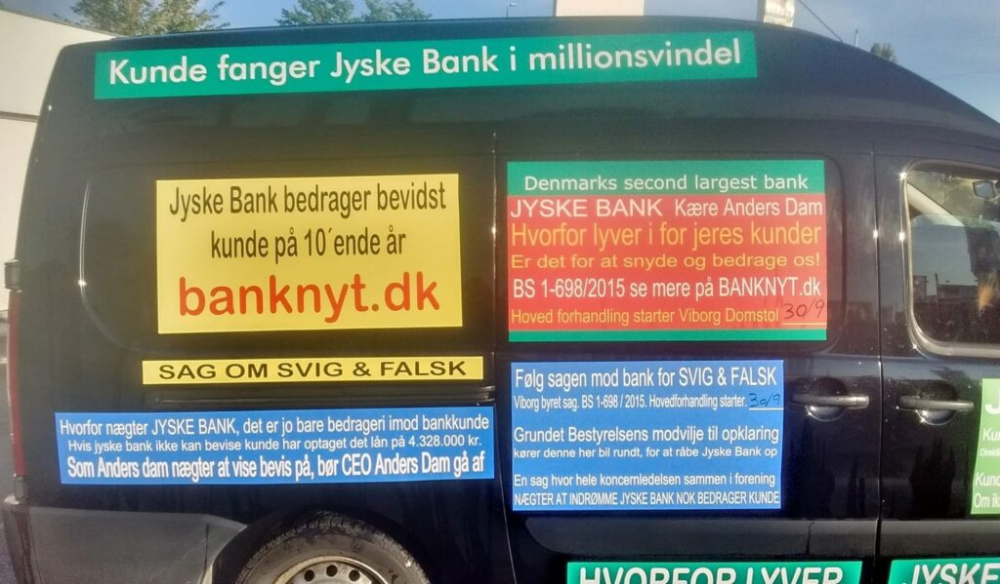 Kunde fanger Jyske Bank i millionsvindel
Jyske Bank bedrager bevidst
kunde på 10´ende år
banknyt.dk
SAG OM SVIG & FALSK
Hvorfor nægter JYSKE BANK, det er jo bare bedrageri imod bankkunde
Hvis jyske bank ikke kan bevise kunde har optaget det lån på 4.328.000 kr.
Som Anders dam nægter at vise bevis på, bør CEO Anders Dam gå af
Denmarks second largest bank
JYSKE BANK Kære Anders Dam
Hvorfor lyver i for jeres kunder
Er det for at snyde og bedrage os!
BS 1-698/2015 se mere på BANKNYT.dk
Hoved forhandling starter Viborg Domstol 30/9
Følg sagen mod bank for SVIG & FALSK
Viborg byret sag. BS 1-698 / 2015. Hovedforhandling starter. 30/9
Grundet Bestyrelsens modvilje til opklaring
kører denne her bil rundt, for at råbe Jyske Bank op
En sag hvor hele koncernledelsen sammen i forening
NÆGTER AT INDRØMME JYSKE BANK NOK BEDRAGER KUNDE
J
Ku
Direk
Kund
Om ik
HVORFOR LYVER
JYSKE